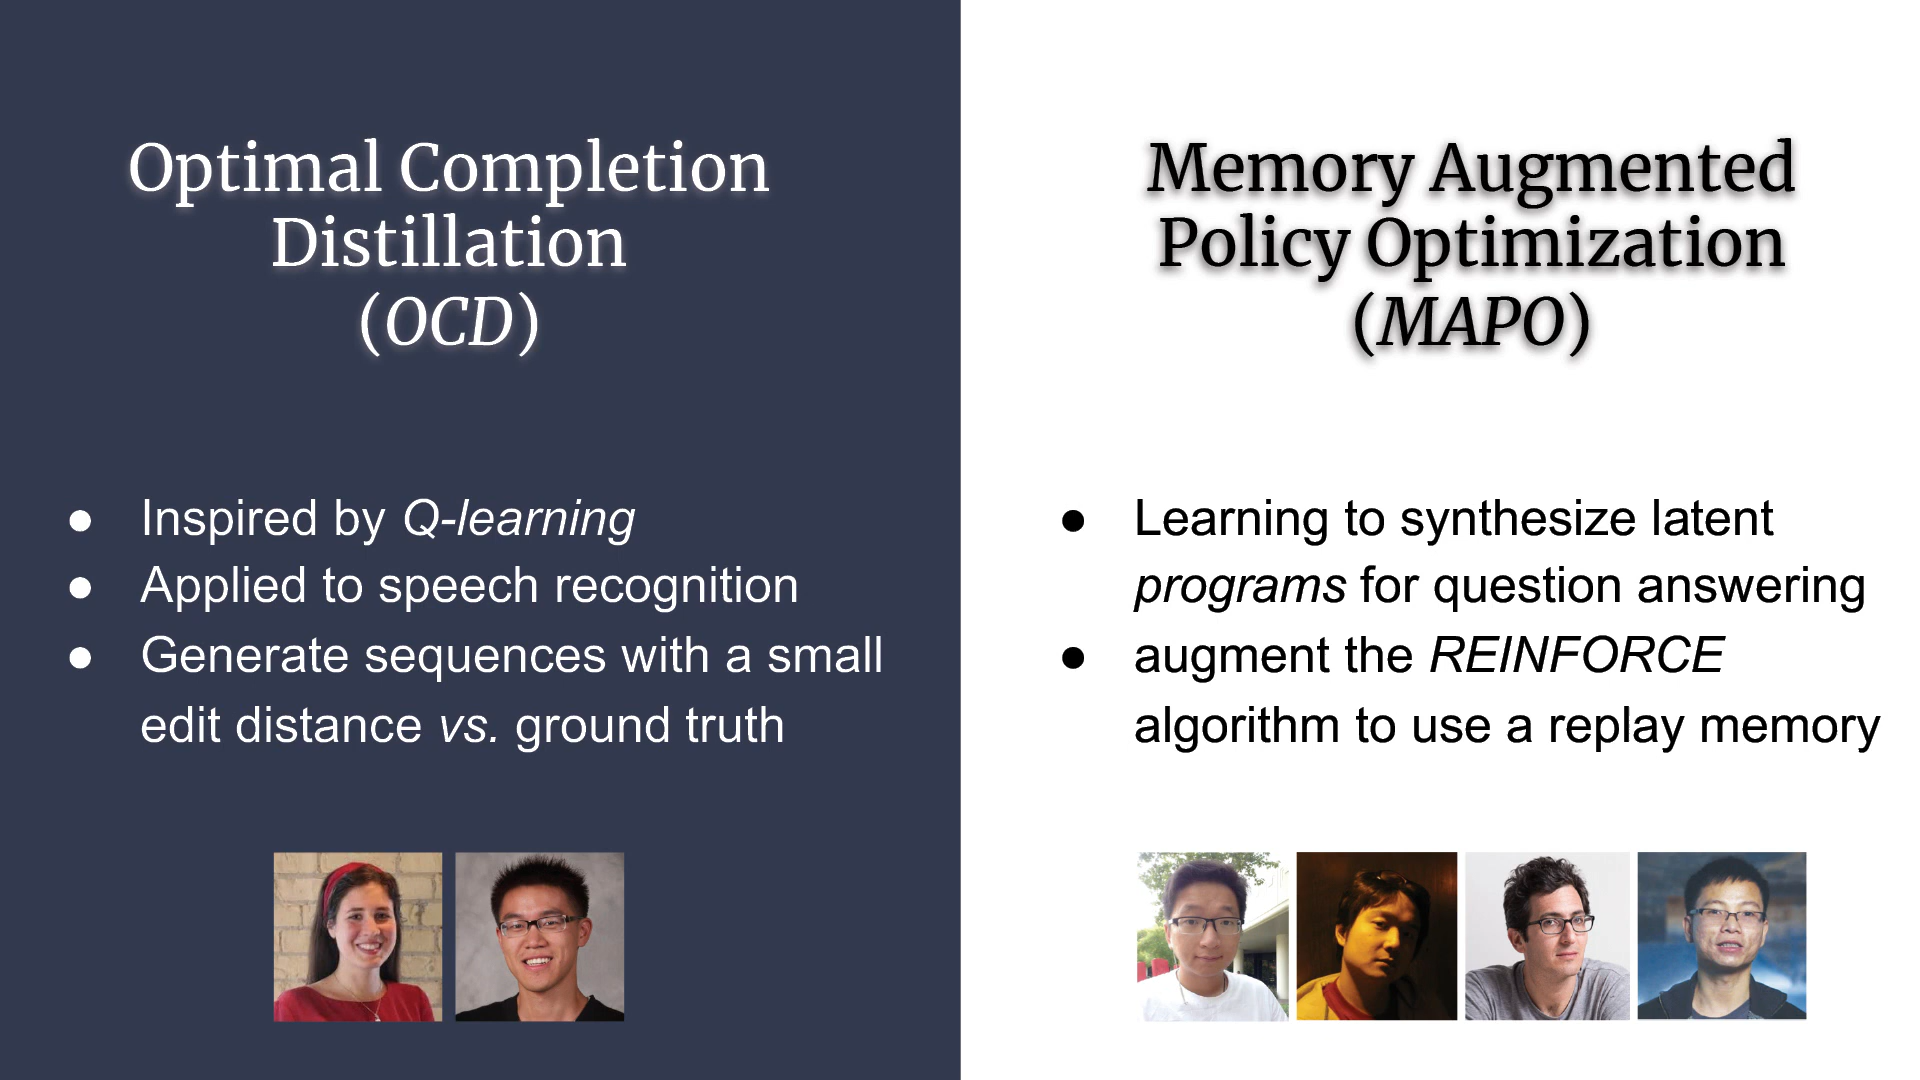 Optimal Completion
Distillation
(OCD)
● Inspired by Q-learning
● Applied to speech recognition
● Generate sequences with a small
edit distance vs. ground truth
Memory Augmented
Policy Optimization
(MAPO)
● Learning to synthesize latent
programs for question answering
● augment the REINFORCE
algorithm to use a replay memory